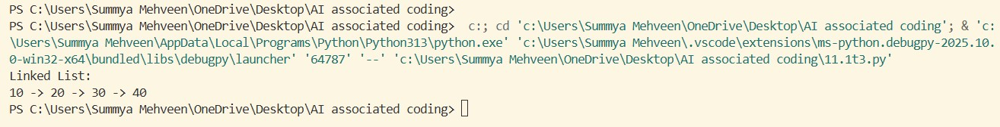 PS C:\Users\Summya Mehveen\OneDrive\Desktop\AI associated coding>
PS C:\Users\Summya Mehveen\OneDrive\Desktop\AI associated coding>  c:; cd 'c:\Users\Summya Mehveen\OneDrive\Desktop\AI associated coding'; & 'c:
\Users\Summya Mehveen\AppData\Local\Programs\Python\Python313\python.exe' 'c:\Users\Summya Mehveen\.vscode\extensions\ms-python.debugpy-2025.10.
0-win32-x64\bundled\libs\debugpy\launcher' '64787' '--' 'c:\Users\Summya Mehveen\OneDrive\Desktop\AI associated coding\11.1t3.py'
Linked List:
10 -> 20 -> 30 -> 40
PS C:\Users\Summya Mehveen\OneDrive\Desktop\AI associated coding>